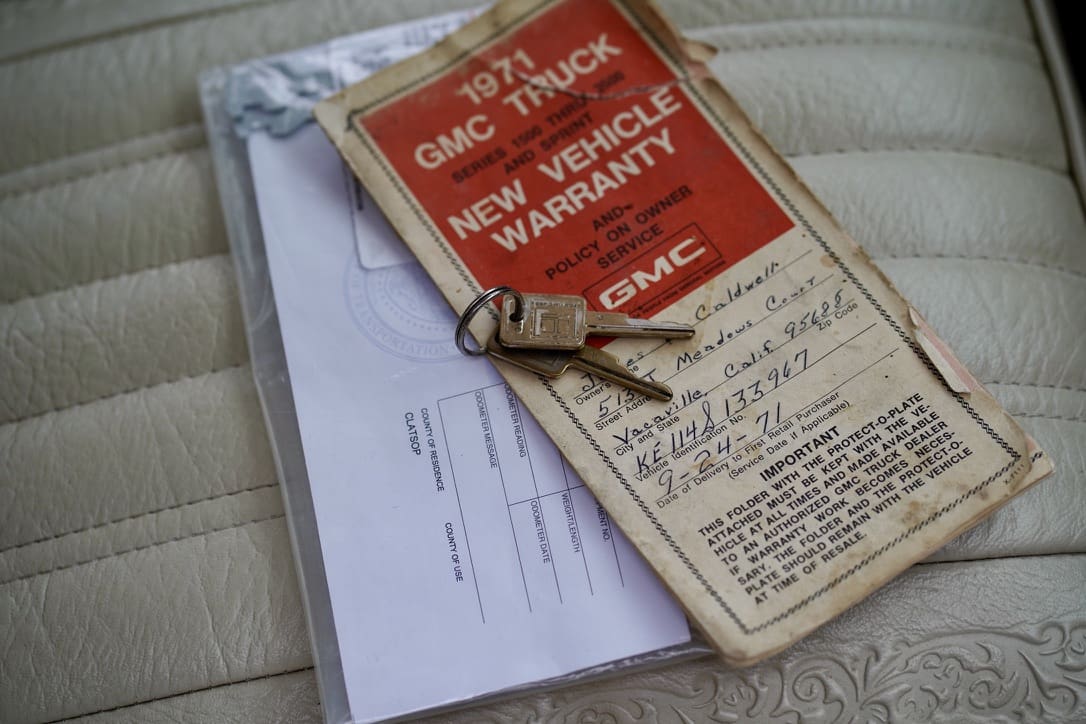 1971
GMC TRUCK
SERIES 1500 THRU 3500
AND SPRINT
NEW VEHICLE
WARRANTY
AND
POLICY ON OWNER
SERVICE
GMC
Caldwell
Owner's
513 Meadows Court
Street
Vacaville, Calif 95688
City and State
Zip Code
KE114S133967
Vehicle Identification No.
9-24-71
Date of Delivery to First Retail Purchaser
(Service Date if Applicable)
IMPORTANT
THIS FOLDER WITH THE PROTECT-O-PLATE
ATTACHED MUST BE KEPT WITH THE VE-
HICLE AT ALL TIMES AND MADE AVAILABLE
TO AN AUTHORIZED GMC TRUCK DEALER
IF WARRANTY WORK BECOMES NECES-
SARY. THE FOLDER AND THE PROTECT-O-
PLATE SHOULD REMAIN WITH THE VEHICLE
AT TIME OF RESALE.
ODOMETER READING
ODOMETER MESSAGE
COUNTY OF RESIDENCE
CLATSOP
NO.
WEIGHT/LENGTH
ODOMETER DATE
COUNTY OF USE